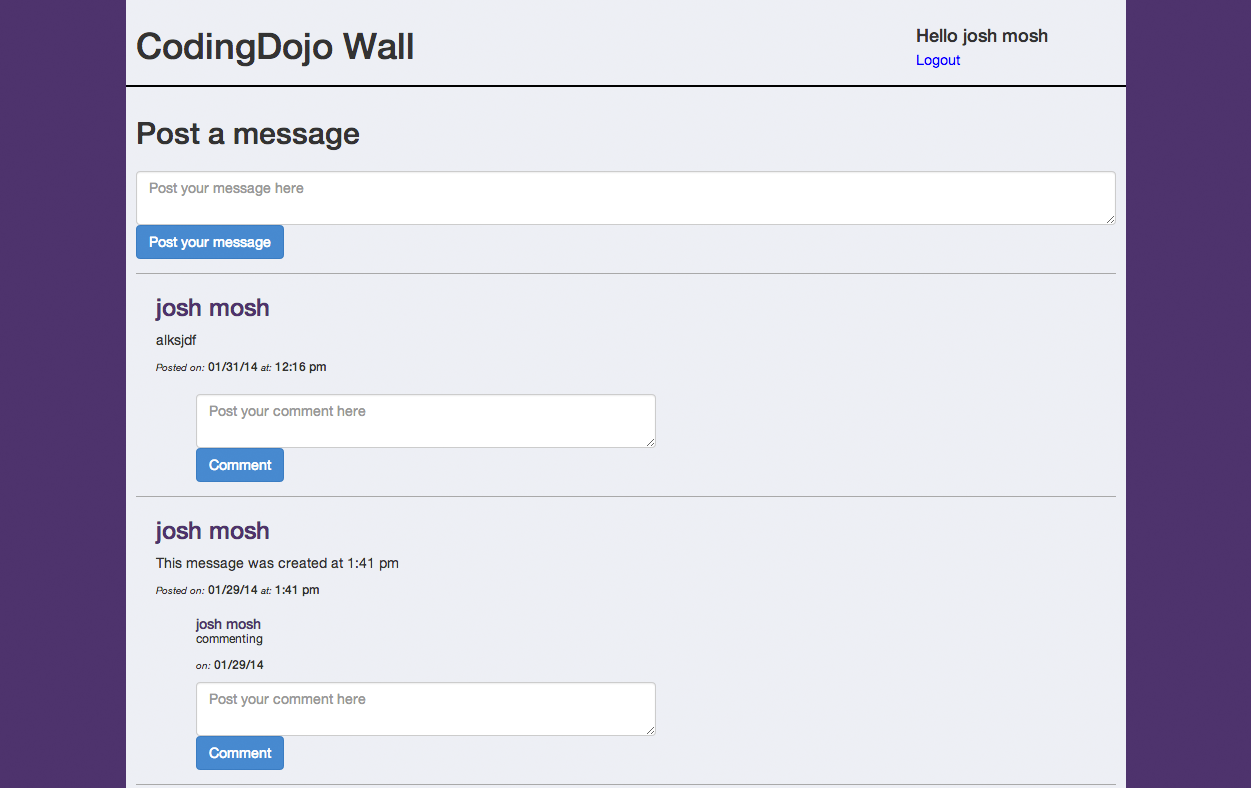 CodingDojo Wall
Hello josh mosh
Logout
Post a message
Post your message here
Post your message
josh mosh
alksjdf
Posted on: 01/31/14 at: 12:16 pm
Post your comment here
Comment
josh mosh
This message was created at 1:41 pm
Posted on: 01/29/14 at: 1:41 pm
josh mosh
commenting
on: 01/29/14
Post your comment here
Comment